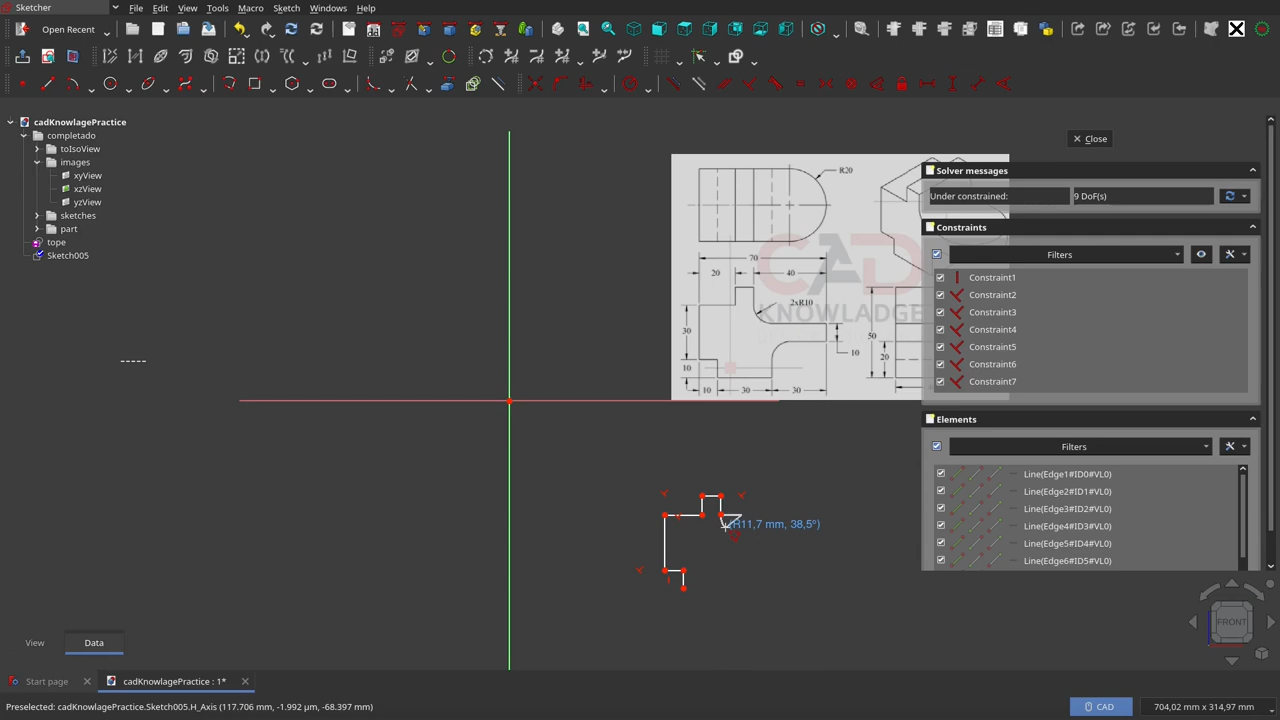 Sketcher
File Edit View Tools Macro Sketch Windows Help
Open Recent
cadKnowlagePractice
completado
toIsoView
images
xyView
xzView
yzView
sketches
part
tope
Sketch005
Close
Solver messages
Under constrained: 9 DoF(s)
Constraints
Filters
Constraint1
Constraint2
Constraint3
Constraint4
Constraint5
Constraint6
Constraint7
Elements
Filters
Line(Edge1#ID0#VL0)
Line(Edge2#ID1#VL0)
Line(Edge3#ID2#VL0)
Line(Edge4#ID3#VL0)
Line(Edge5#ID4#VL0)
Line(Edge6#ID5#VL0)
R20
CAD
KNOWLADGE
70
20 40
2xR10
30
10
10
10 30 30
50
20
(R11,7 mm, 38,5°)
FRONT
View Data
Start page cadKnowlagePractice : 1*
Preselected: cadKnowlagePractice.Sketch005.H_Axis (117.706 mm, -1.992 µm, -68.397 mm) CAD 704,02 mm x 314,97 mm